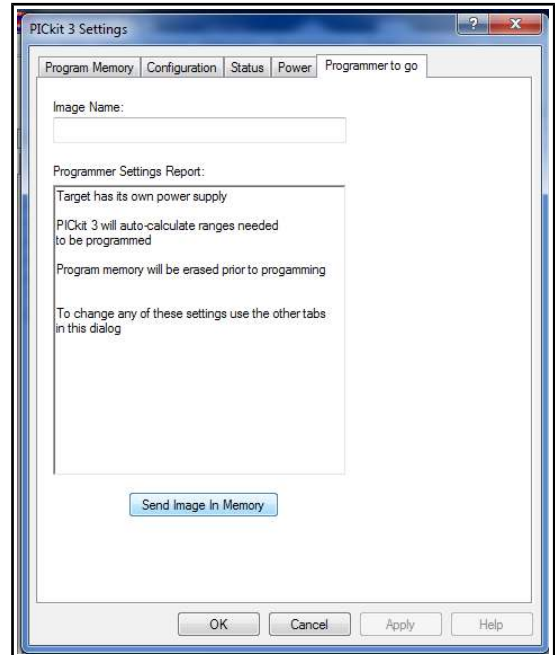 PICkit 3 Settings
? X
Program Memory Configuration Status Power Programmer to go
Image Name:
Programmer Settings Report:
Target has its own power supply
PICkit 3 will auto-calculate ranges needed
to be programmed
Program memory will be erased prior to progamming
To change any of these settings use the other tabs
in this dialog
Send Image In Memory
OK Cancel Apply Help